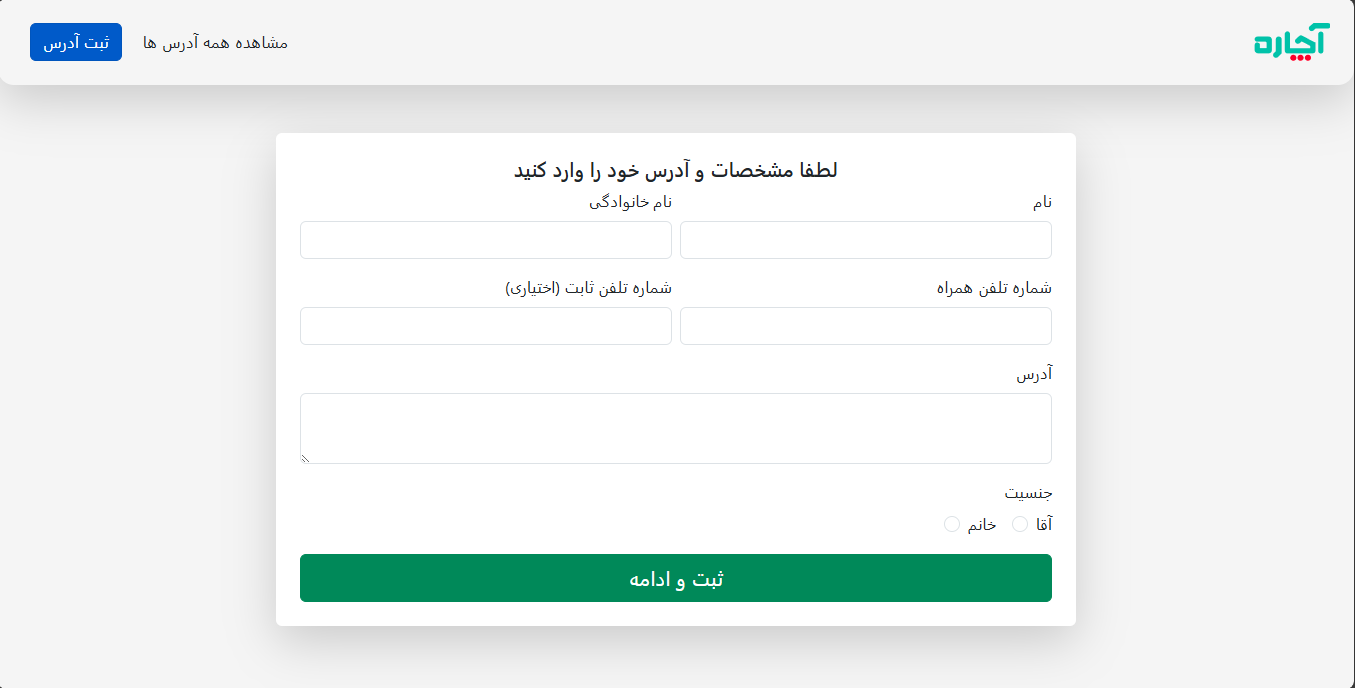 آچاره
مشاهده همه آدرس ها
ثبت آدرس
لطفا مشخصات و آدرس خود را وارد کنید
نام
نام خانوادگی
شماره تلفن همراه
شماره تلفن ثابت (اختیاری)
آدرس
جنسیت
آقا
خانم
ثبت و ادامه